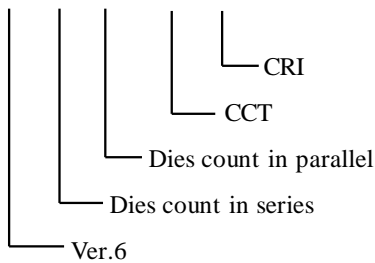 CRI
CCT
Dies count in parallel
Dies count in series
Ver.6